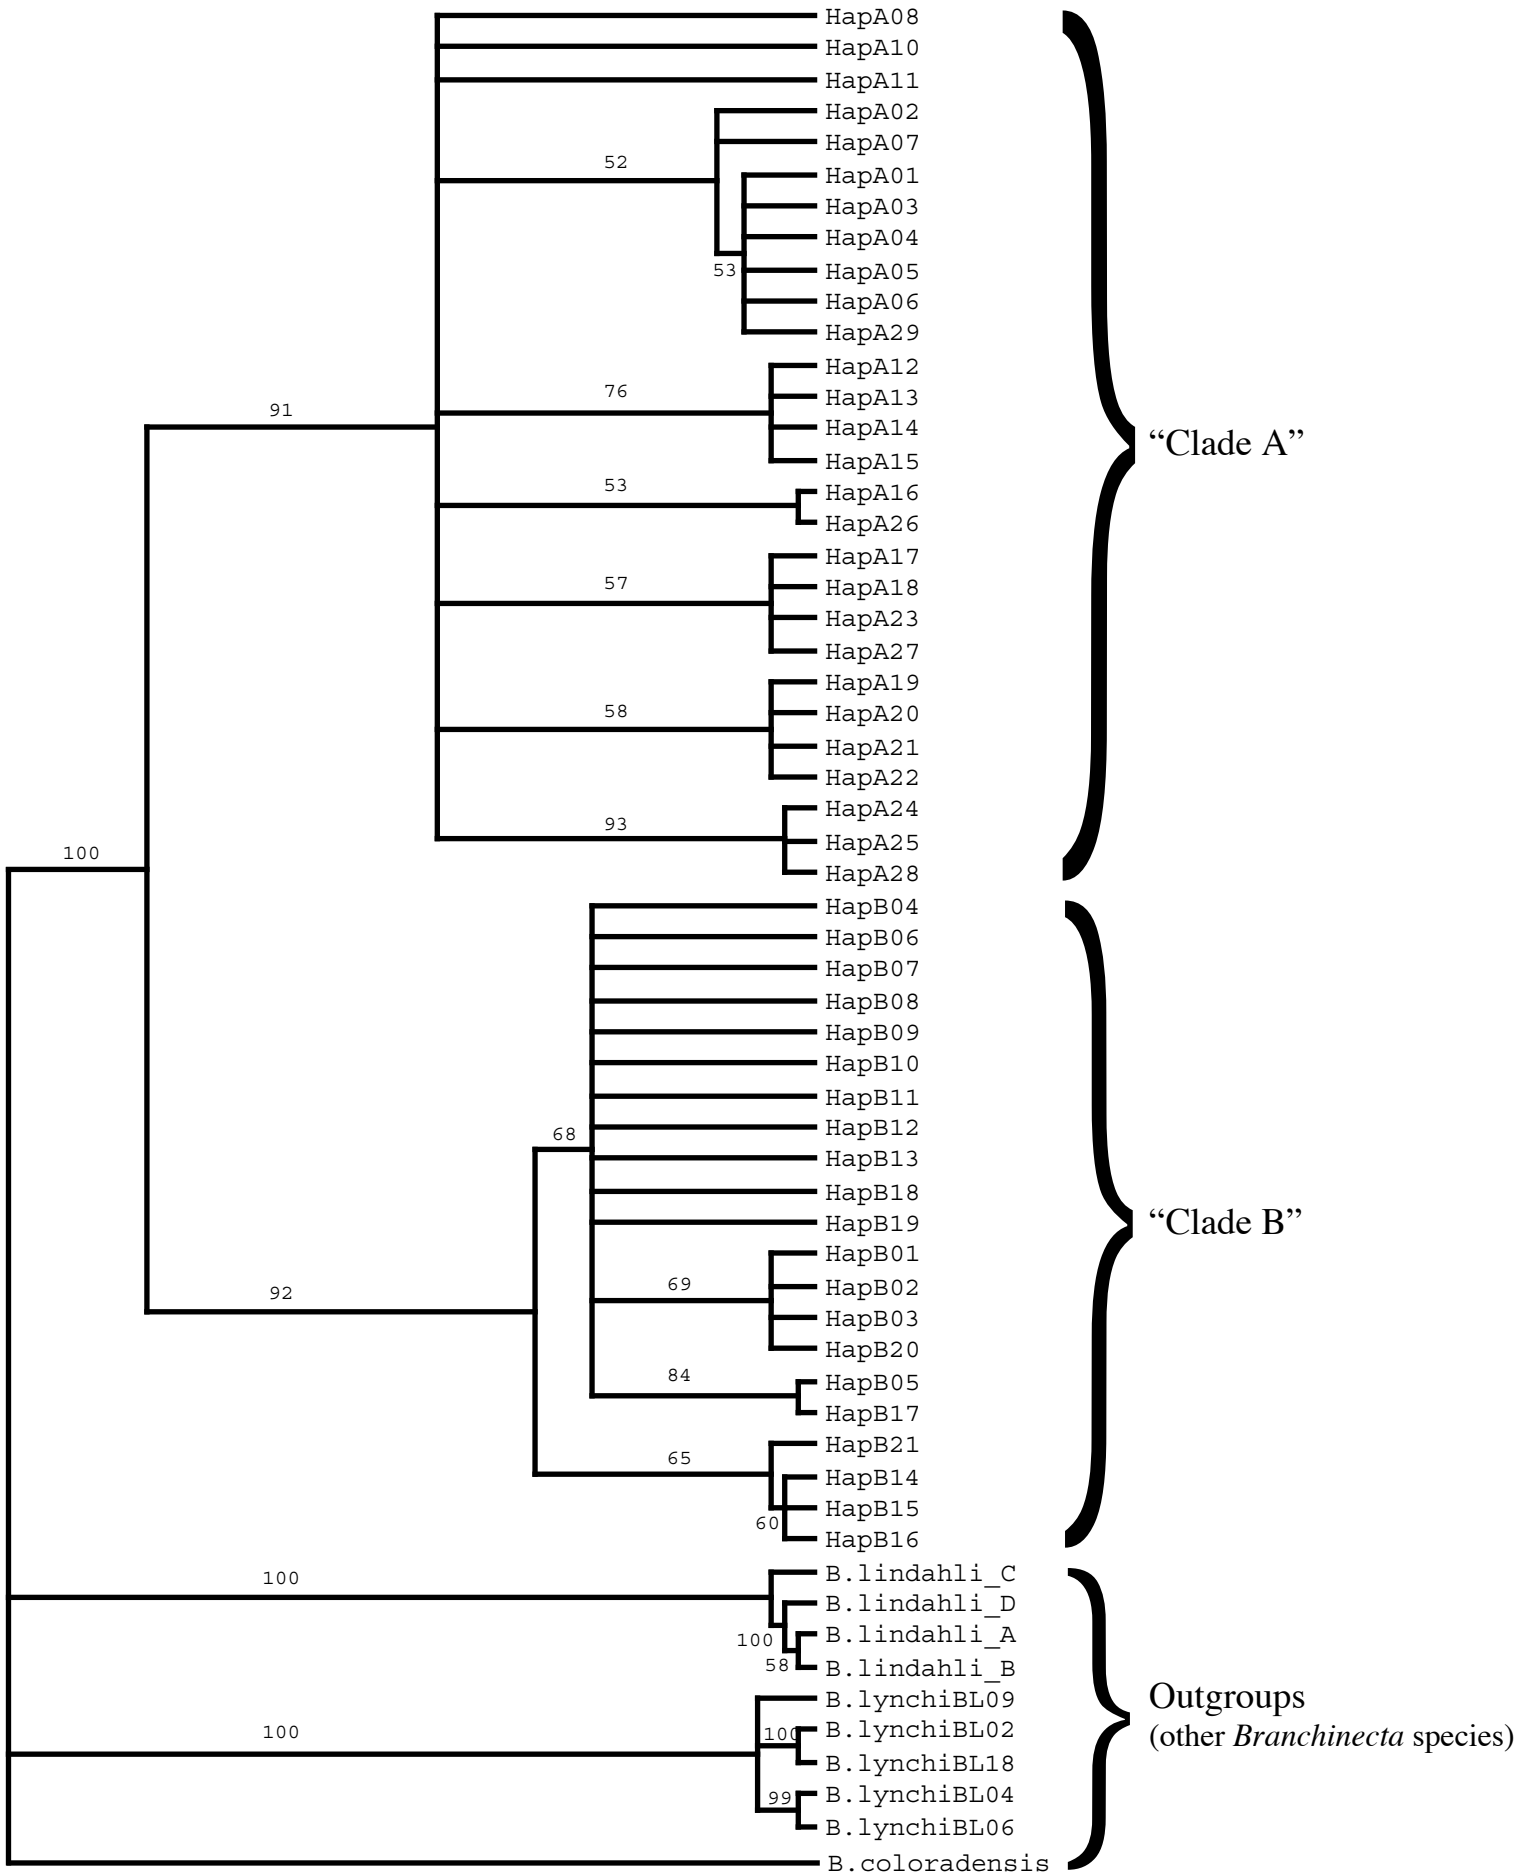 HapA08
HapA10
HapA11
HapA02
HapA07
52
HapA01
HapA03
HapA04
53
HapA05
HapA06
HapA29
HapA12
76
HapA13
91
HapA14
“Clade A”
HapA15
53
HapA16
HapA26
HapA17
57
HapA18
HapA23
HapA27
HapA19
58
HapA20
HapA21
HapA22
HapA24
93
HapA25
100
HapA28
HapB04
HapB06
HapB07
HapB08
HapB09
HapB10
HapB11
68
HapB12
HapB13
HapB18
HapB19
“Clade B”
HapB01
69
HapB02
92
HapB03
HapB20
84
HapB05
HapB17
HapB21
65
HapB14
HapB15
60
HapB16
100
B.lindahli_C
B.lindahli_D
100
B.lindahli_A
58
B.lindahli_B
B.lynchiBL09
Outgroups
100
100
B.lynchiBL02
(other Branchinecta species)
B.lynchiBL18
99
B.lynchiBL04
B.lynchiBL06
B.coloradensis